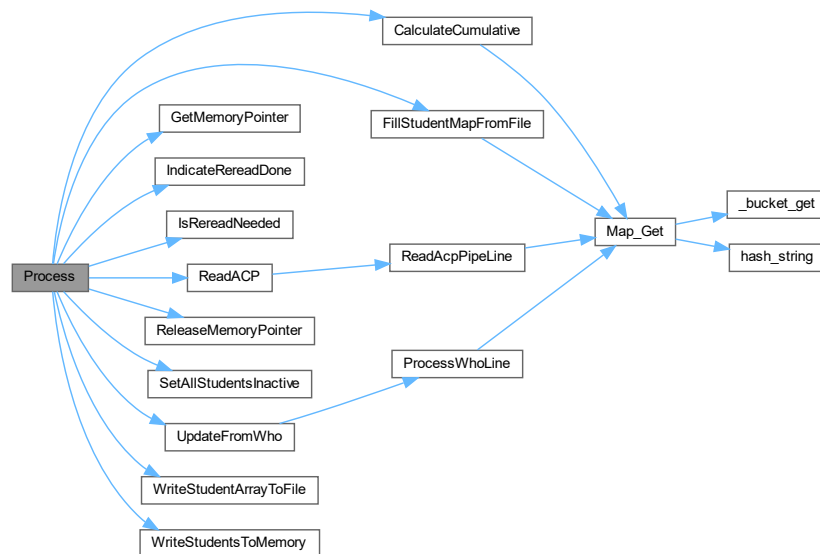 CalculateCumulative
FillStudentMapFromFile
GetMemoryPointer
IndicateRereadDone
IsRereadNeeded
Process
ReadACP
ReadAcpPipeLine
Map_Get
_bucket_get
hash_string
ReleaseMemoryPointer
ProcessWhoLine
SetAllStudentsInactive
UpdateFromWho
WriteStudentArrayToFile
WriteStudentsToMemory